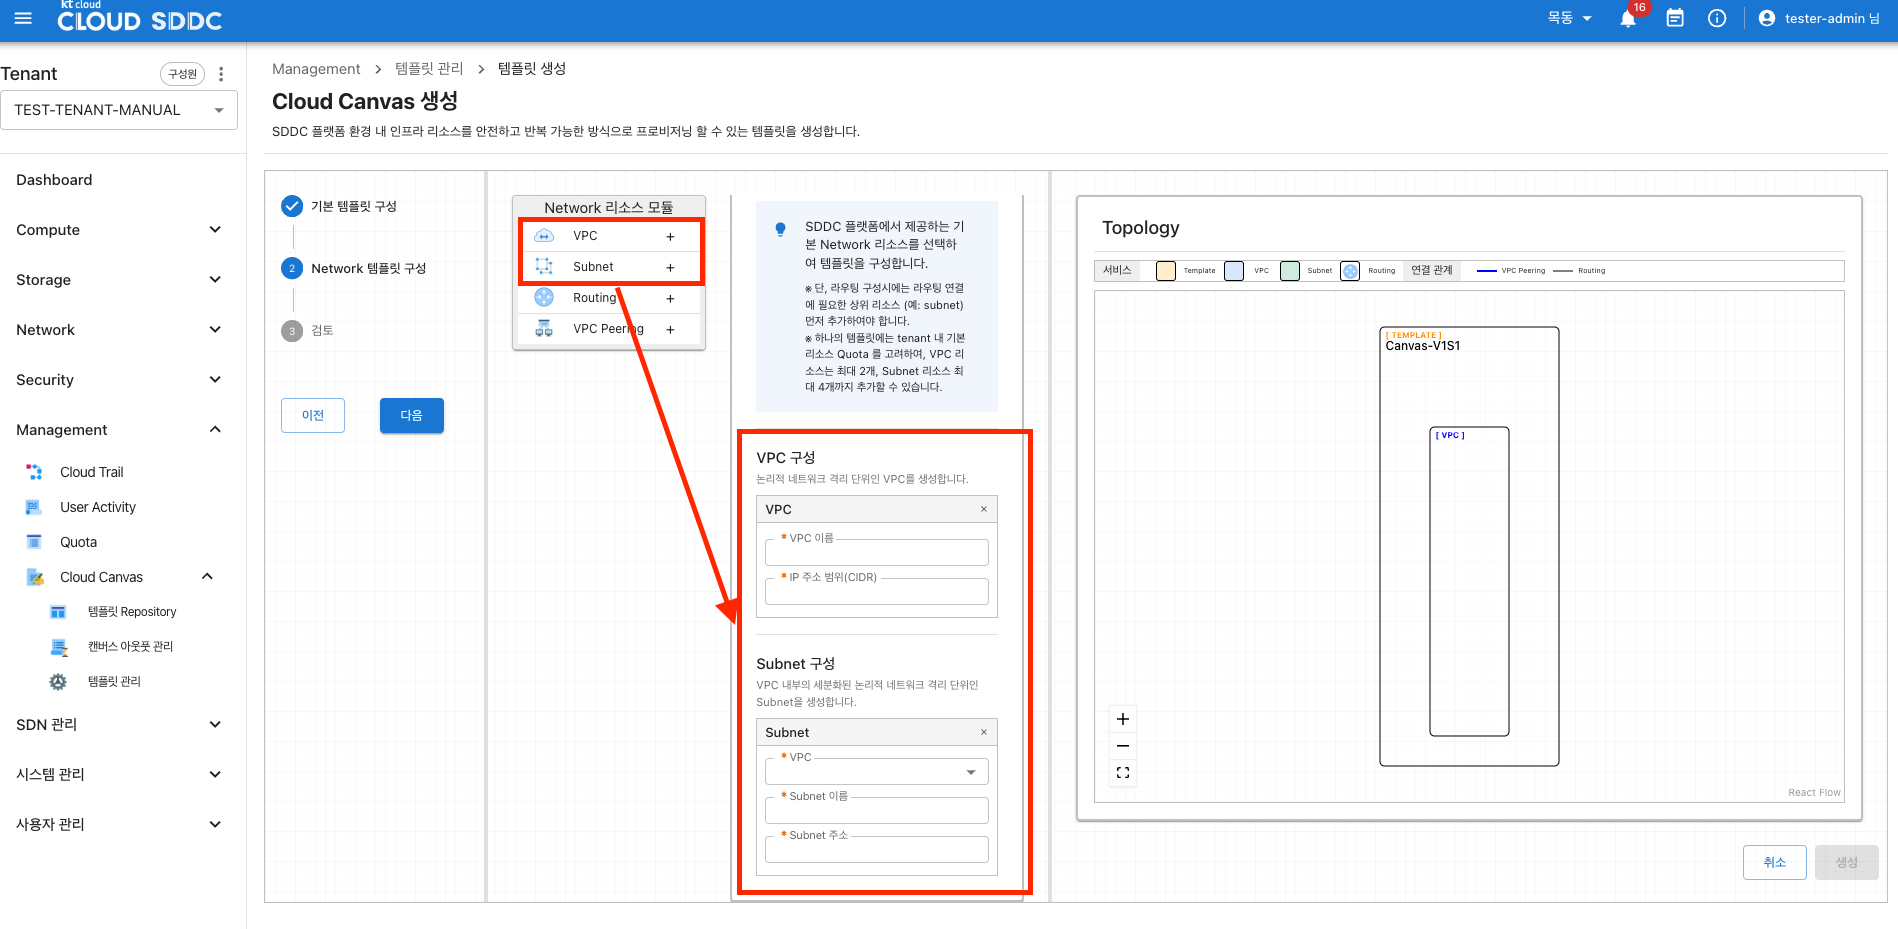 kt cloud
CLOUD SDDC
목동
16
tester-admin 님
Tenant
구성원
TEST-TENANT-MANUAL
Dashboard
Compute
Storage
Network
Security
Management
Cloud Trail
User Activity
Quota
Cloud Canvas
템플릿 Repository
캔버스 아웃풋 관리
템플릿 관리
SDN 관리
시스템 관리
사용자 관리
Management > 템플릿 관리 > 템플릿 생성
Cloud Canvas 생성
SDDC 플랫폼 환경 내 인프라 리소스를 안전하고 반복 가능한 방식으로 프로비저닝 할 수 있는 템플릿을 생성합니다.
기본 템플릿 구성
2 Network 템플릿 구성
3 검토
이전
다음
Network 리소스 모듈
VPC +
Subnet +
Routing +
VPC Peering +
SDDC 플랫폼에서 제공하는 기
본 Network 리소스를 선택하
여 템플릿을 구성합니다.
※ 단, 라우팅 구성시에는 라우팅 연결
에 필요한 상위 리소스 (예: subnet)
먼저 추가하여야 합니다.
※ 하나의 템플릿에는 tenant 내 기본
리소스 Quota 를 고려하여, VPC 리
소스는 최대 2개, Subnet 리소스 최
대 4개까지 추가할 수 있습니다.
VPC 구성
논리적 네트워크 격리 단위인 VPC를 생성합니다.
VPC ×
* VPC 이름
* IP 주소 범위(CIDR)
Subnet 구성
VPC 내부의 세분화된 논리적 네트워크 격리 단위인
Subnet을 생성합니다.
Subnet ×
* VPC
* Subnet 이름
* Subnet 주소
Topology
서비스 Template VPC Subnet Routing 연결 관계 VPC Peering Routing
[ TEMPLATE ]
Canvas-V1S1
[ VPC ]
React Flow
취소
생성